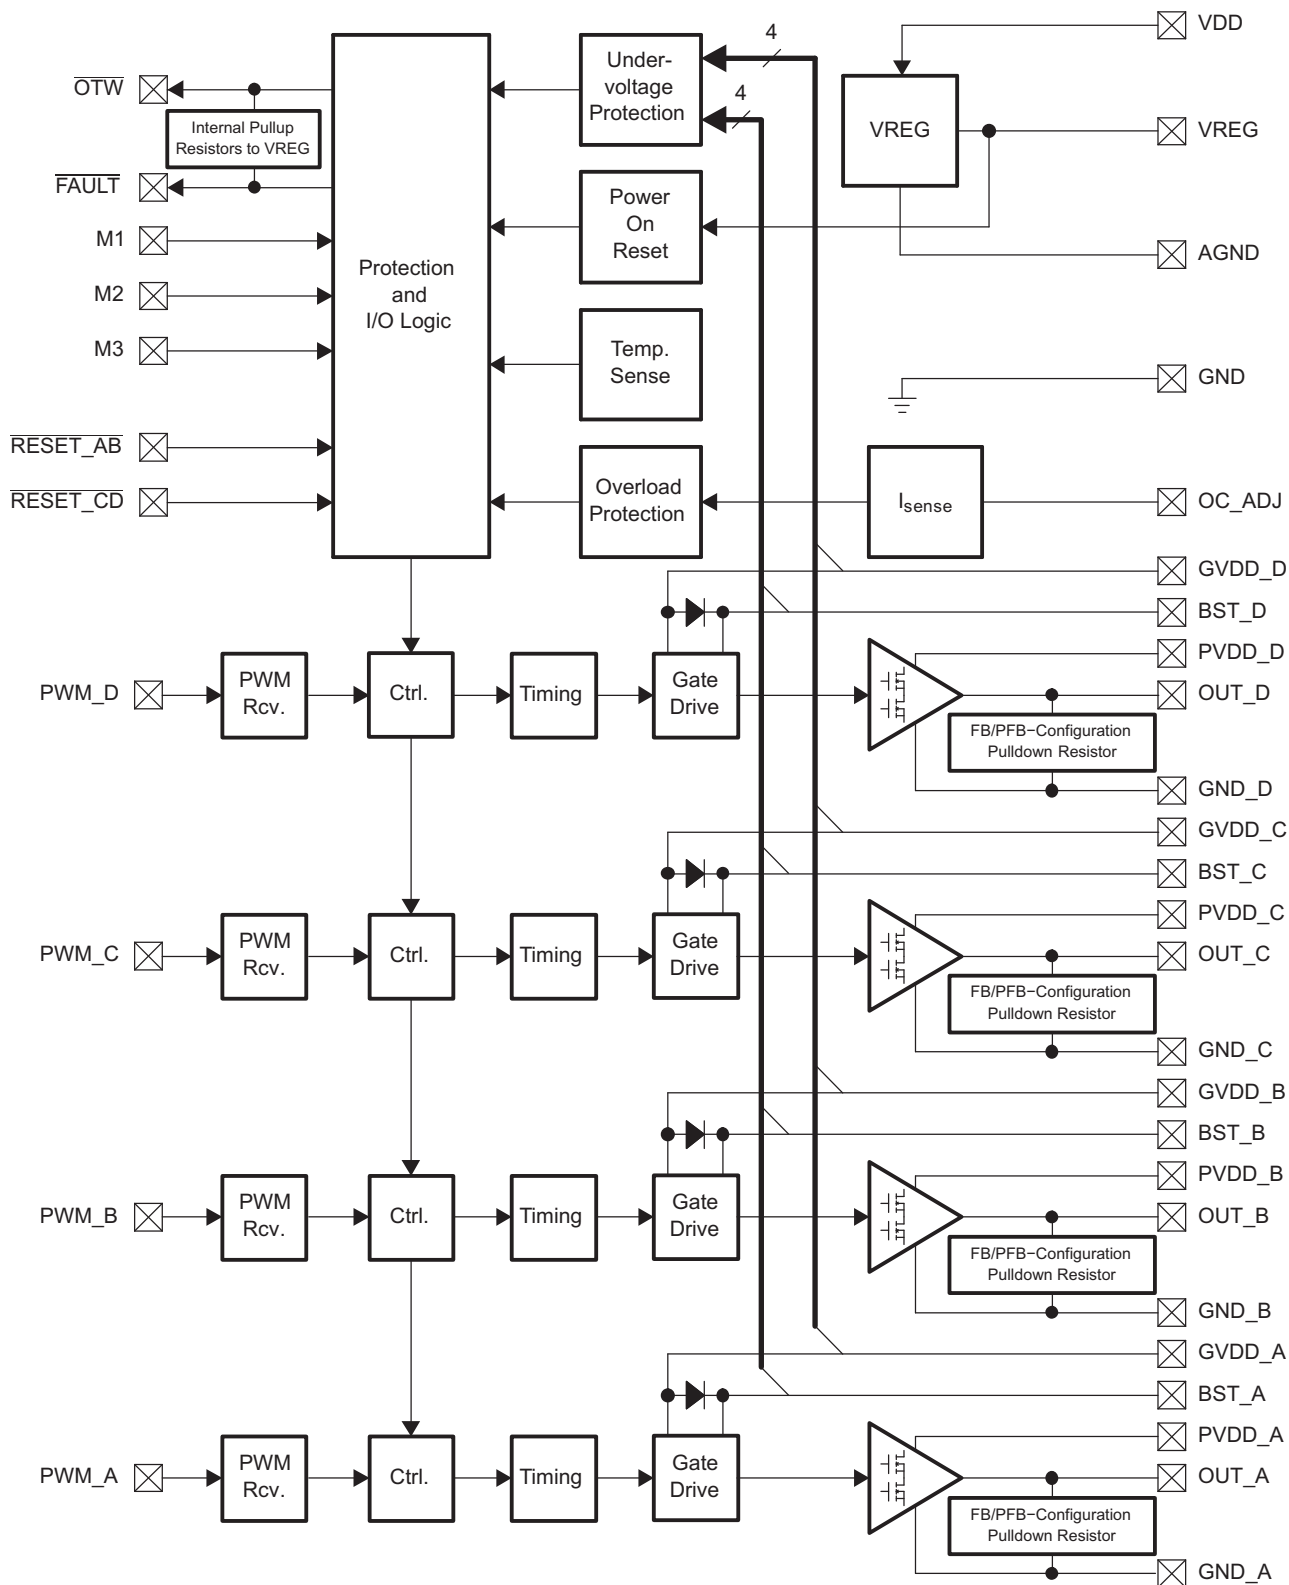 4
VDD
Under-
voltage
Protection
OTW
4
Internal Pullup
Resistors to VREG
VREG
VREG
FAULT
M1
Power
On
Reset
AGND
Protection
and
I/O Logic
M2
M3
Temp.
Sense
GND
RESET_AB
RESET_CD
Overload
Protection
Isense
OC_ADJ
GVDD_D
BST_D
PVDD_D
PWM_D
PWM
Rcv.
Ctrl.
Timing
Gate
Drive
OUT_D
FB/PFB−Configuration
Pulldown Resistor
GND_D
GVDD_C
BST_C
PVDD_C
PWM_C
PWM
Rcv.
Ctrl.
Timing
Gate
Drive
OUT_C
FB/PFB−Configuration
Pulldown Resistor
GND_C
GVDD_B
BST_B
PVDD_B
PWM_B
PWM
Rcv.
Ctrl.
Timing
Gate
Drive
OUT_B
FB/PFB−Configuration
Pulldown Resistor
GND_B
GVDD_A
BST_A
PVDD_A
PWM_A
PWM
Rcv.
Ctrl.
Timing
Gate
Drive
OUT_A
FB/PFB−Configuration
Pulldown Resistor
GND_A